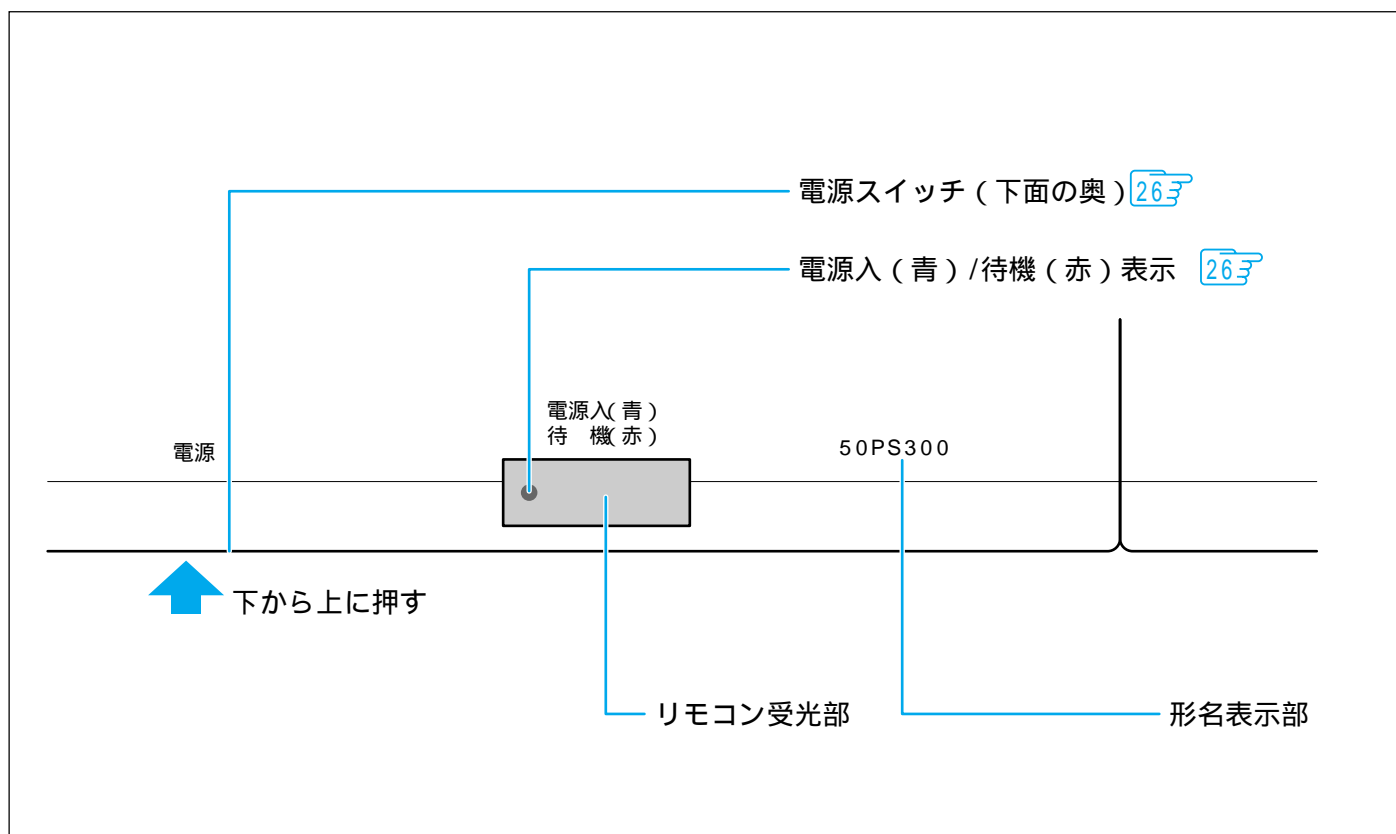 電源スイッチ（下面の奥）26
電源入（青）/待機（赤）表示 26
電源入(青)
待 機(赤)
電源
50PS300
下から上に押す
リモコン受光部
形名表示部